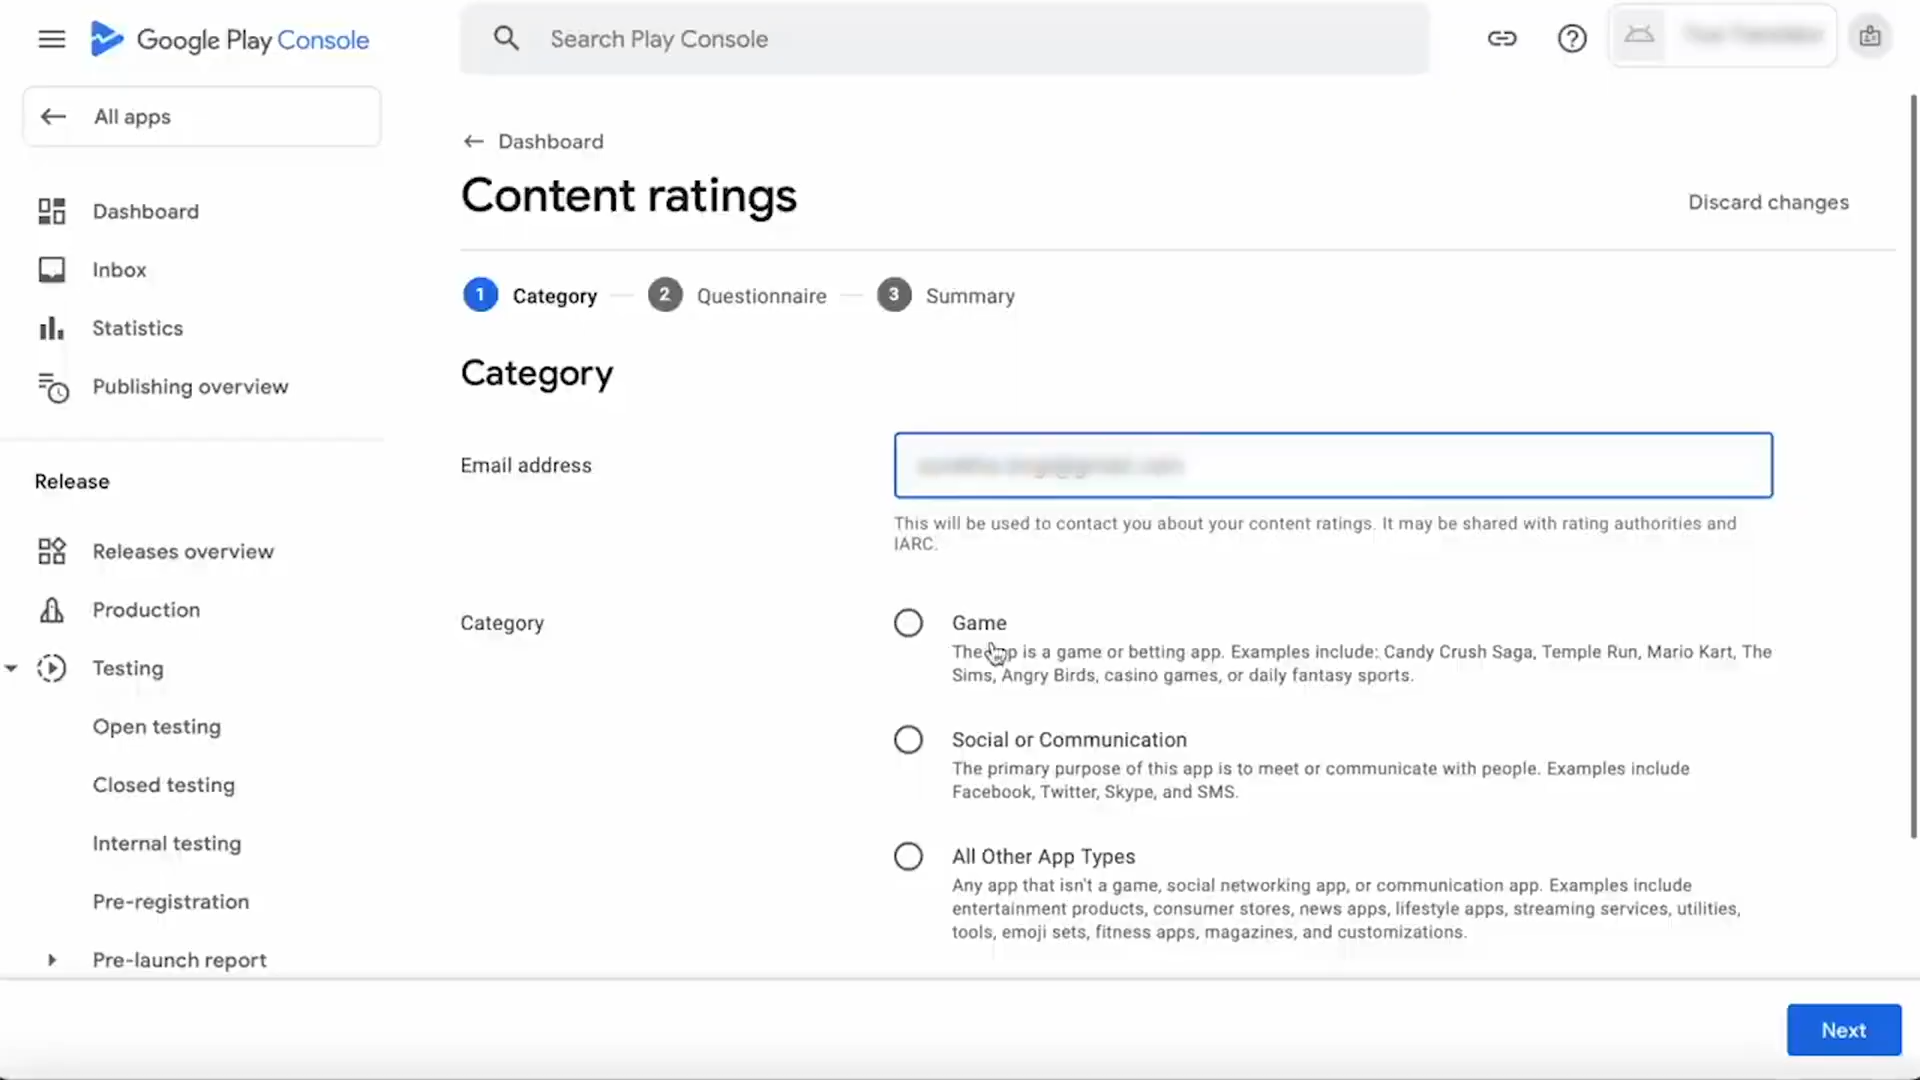 Google Play Console
Search Play Console
All apps
Dashboard
Inbox
Statistics
Publishing overview
Release
Releases overview
Production
Testing
Open testing
Closed testing
Internal testing
Pre-registration
Pre-launch report
Dashboard
Content ratings
Discard changes
1 Category
2 Questionnaire
3 Summary
Category
Email address
This will be used to contact you about your content ratings. It may be shared with rating authorities and
IARC.
Category
Game
The app is a game or betting app. Examples include: Candy Crush Saga, Temple Run, Mario Kart, The
Sims, Angry Birds, casino games, or daily fantasy sports.
Social or Communication
The primary purpose of this app is to meet or communicate with people. Examples include
Facebook, Twitter, Skype, and SMS.
All Other App Types
Any app that isn't a game, social networking app, or communication app. Examples include
entertainment products, consumer stores, news apps, lifestyle apps, streaming services, utilities,
tools, emoji sets, fitness apps, magazines, and customizations.
Next